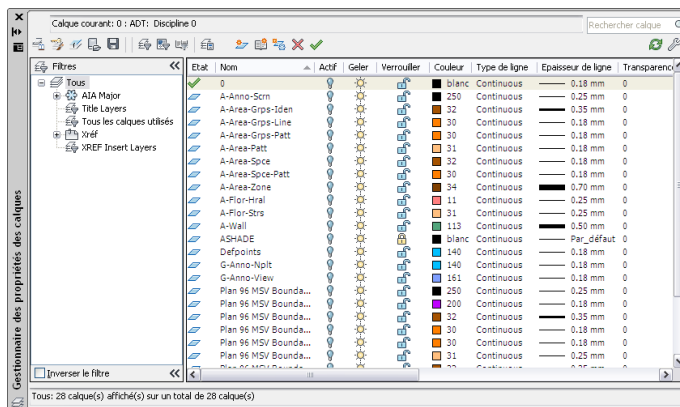 Calque courant: 0 : ADT: Discipline 0
Rechercher calque
Filtres
Tous
AIA Major
Title Layers
Tous les calques utilisés
Xréf
XREF Insert Layers
Inverser le filtre
Etat Nom Actif Geler Verrouiller Couleur Type de ligne Epaisseur de ligne Transparence
0 blanc Continuous 0.18 mm 0
A-Anno-Scrn 250 Continuous 0.25 mm 0
A-Area-Grps-Iden 32 Continuous 0.35 mm 0
A-Area-Grps-Line 30 Continuous 0.18 mm 0
A-Area-Grps-Patt 30 Continuous 0.18 mm 0
A-Area-Patt 31 Continuous 0.25 mm 0
A-Area-Spce 32 Continuous 0.18 mm 0
A-Area-Spce-Patt 30 Continuous 0.18 mm 0
A-Area-Zone 34 Continuous 0.70 mm 0
A-Flor-Hral 11 Continuous 0.25 mm 0
A-Flor-Strs 31 Continuous 0.25 mm 0
A-Wall 113 Continuous 0.50 mm 0
ASHADE blanc Continuous Par_défaut 0
Defpoints 140 Continuous 0.18 mm 0
G-Anno-Nplt 140 Continuous 0.18 mm 0
G-Anno-View 161 Continuous 0.18 mm 0
Plan 96 MSV Bounda... 250 Continuous 0.25 mm 0
Plan 96 MSV Bounda... 200 Continuous 0.18 mm 0
Plan 96 MSV Bounda... 32 Continuous 0.35 mm 0
Plan 96 MSV Bounda... 30 Continuous 0.18 mm 0
Plan 96 MSV Bounda... 30 Continuous 0.18 mm 0
Plan 96 MSV Bounda... 31 Continuous 0.25 mm 0
Gestionnaire des propriétés des calques
Tous: 28 calque(s) affiché(s) sur un total de 28 calque(s)